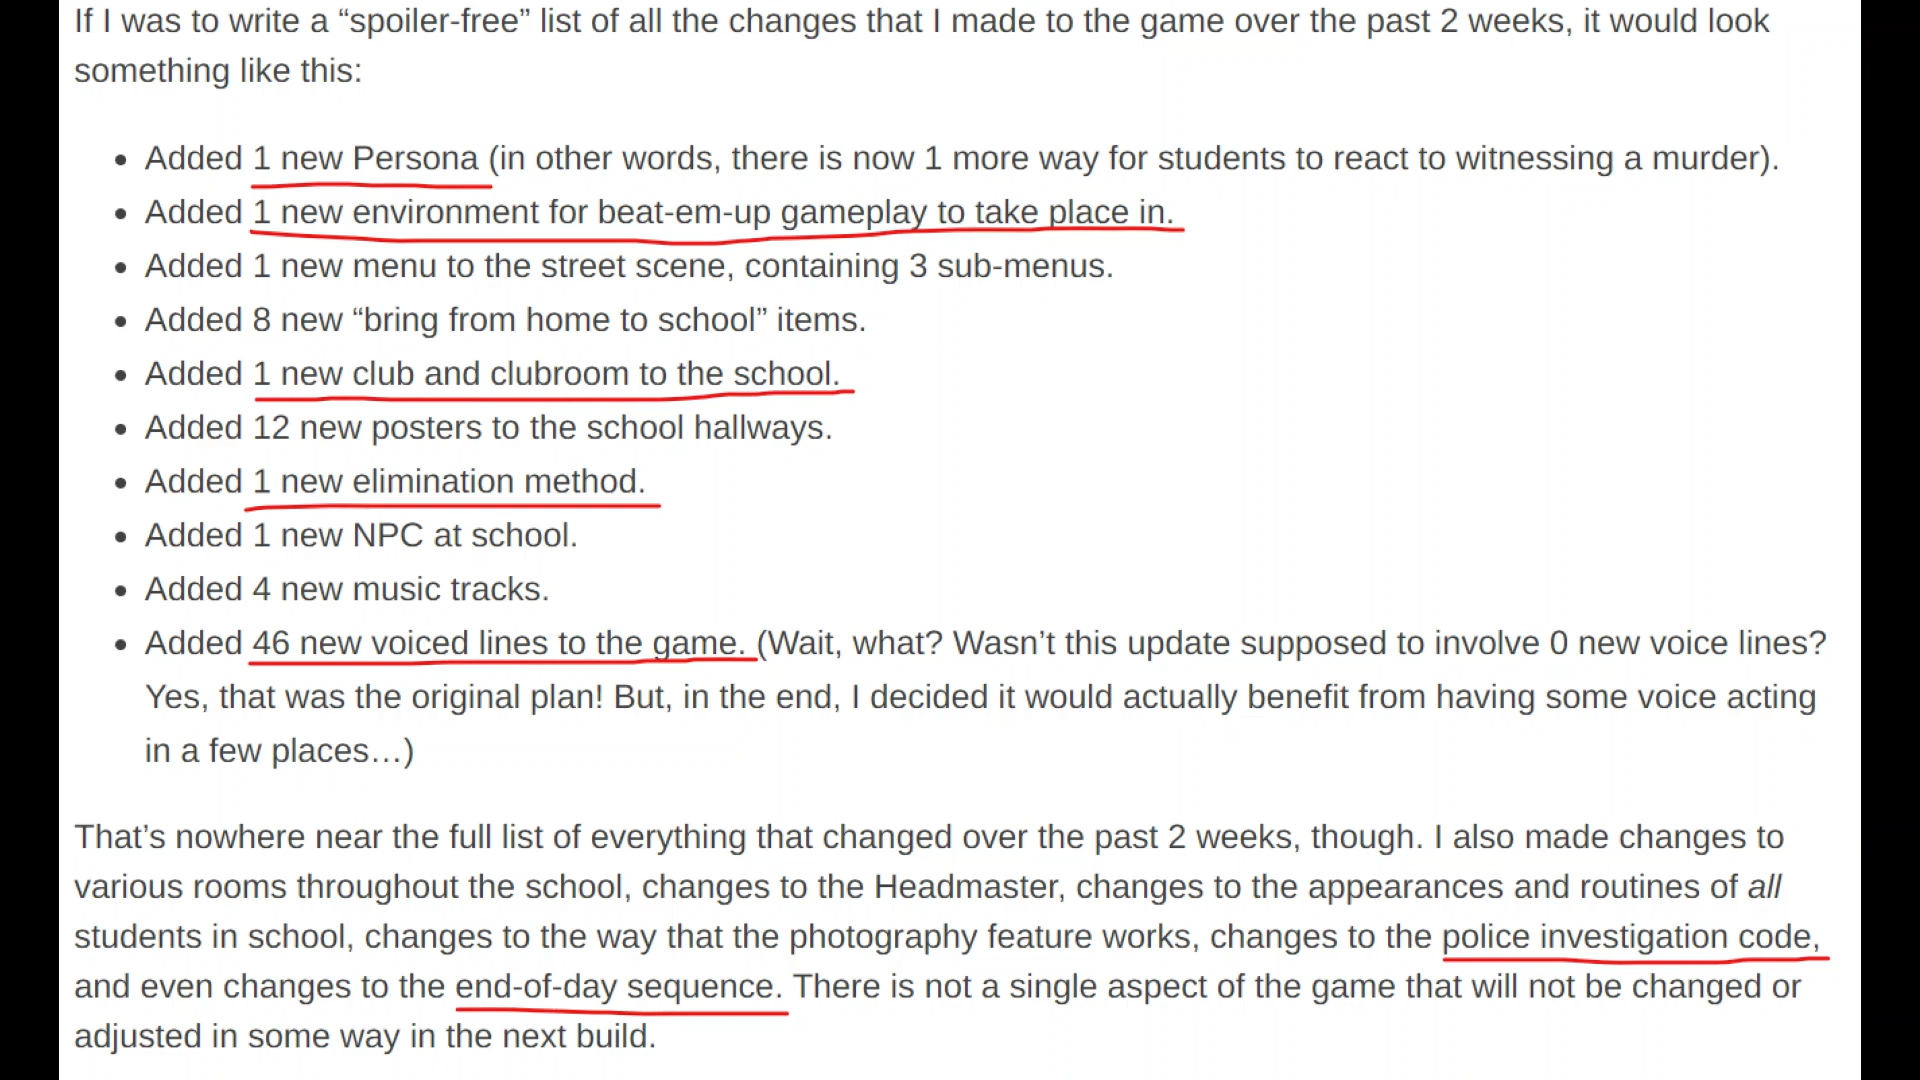 If I was to write a “spoiler-free” list of all the changes that I made to the game over the past 2 weeks, it would look
something like this:
• Added 1 new Persona (in other words, there is now 1 more way for students to react to witnessing a murder).
• Added 1 new environment for beat-em-up gameplay to take place in.
• Added 1 new menu to the street scene, containing 3 sub-menus.
• Added 8 new “bring from home to school” items.
• Added 1 new club and clubroom to the school.
• Added 12 new posters to the school hallways.
• Added 1 new elimination method.
• Added 1 new NPC at school.
• Added 4 new music tracks.
• Added 46 new voiced lines to the game. (Wait, what? Wasn’t this update supposed to involve 0 new voice lines?
Yes, that was the original plan! But, in the end, I decided it would actually benefit from having some voice acting
in a few places…)
That’s nowhere near the full list of everything that changed over the past 2 weeks, though. I also made changes to
various rooms throughout the school, changes to the Headmaster, changes to the appearances and routines of all
students in school, changes to the way that the photography feature works, changes to the police investigation code,
and even changes to the end-of-day sequence. There is not a single aspect of the game that will not be changed or
adjusted in some way in the next build.